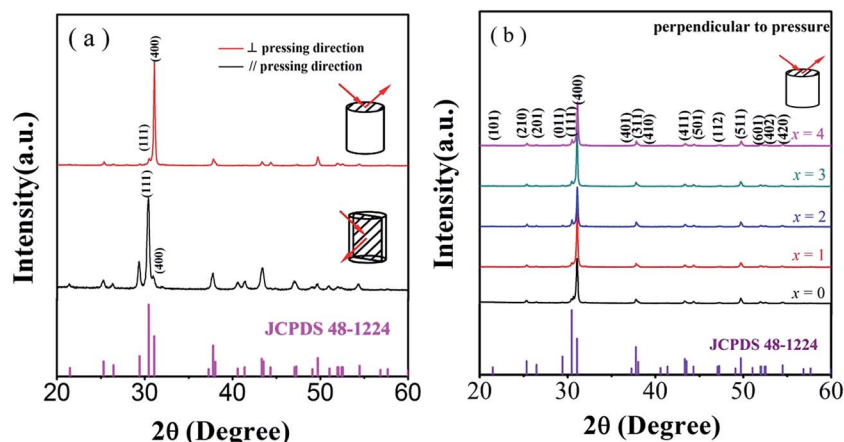 ( a )
⊥ pressing direction
// pressing direction
(400)
(111)
(111)
(400)
JCPDS 48-1224
Intensity(a.u.)
20 30 40 50 60
2θ (Degree)
( b )
perpendicular to pressure
(400)
(101)
(210)
(201)
(011)
(111)
(401)
(311)
(410)
(411)
(501)
(112)
(511)
(601)
(402)
(420)
x = 4
x = 3
x = 2
x = 1
x = 0
JCPDS 48-1224
Intensity(a.u.)
20 30 40 50 60
2θ (Degree)